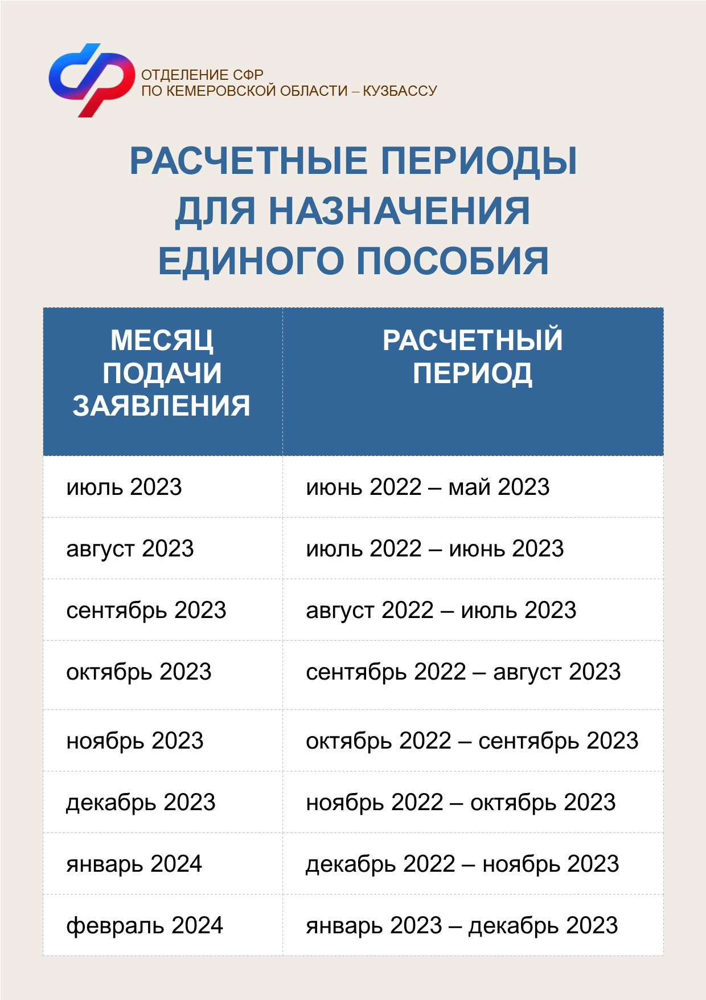 ОТДЕЛЕНИЕ СФР
ПО КЕМЕРОВСКОЙ ОБЛАСТИ – КУЗБАССУ
РАСЧЕТНЫЕ ПЕРИОДЫ
ДЛЯ НАЗНАЧЕНИЯ
ЕДИНОГО ПОСОБИЯ
МЕСЯЦ
ПОДАЧИ
ЗАЯВЛЕНИЯ
РАСЧЕТНЫЙ
ПЕРИОД
июль 2023 июнь 2022 – май 2023
август 2023 июль 2022 – июнь 2023
сентябрь 2023 август 2022 – июль 2023
октябрь 2023 сентябрь 2022 – август 2023
ноябрь 2023 октябрь 2022 – сентябрь 2023
декабрь 2023 ноябрь 2022 – октябрь 2023
январь 2024 декабрь 2022 – ноябрь 2023
февраль 2024 январь 2023 – декабрь 2023